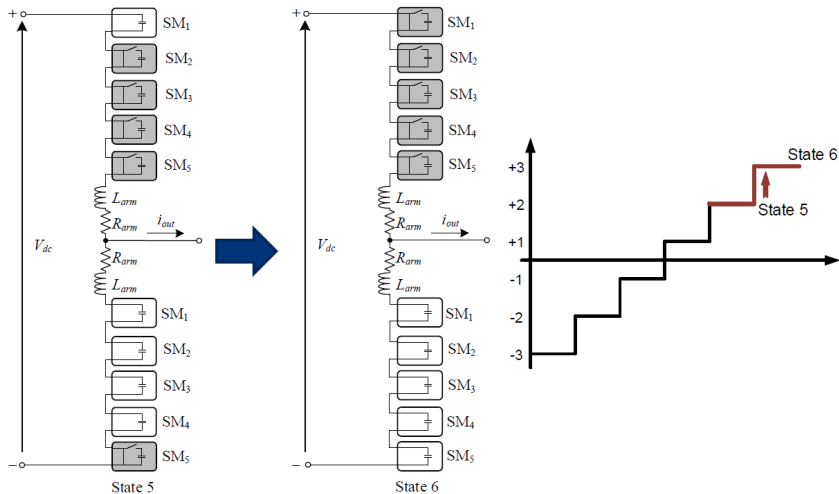 +
SM1
SM2
SM3
SM4
SM5
Larm
Rarm
iout
Vdc
Rarm
Larm
SM1
SM2
SM3
SM4
SM5
−
State 5
+
SM1
SM2
SM3
SM4
SM5
Larm
Rarm
iout
Vdc
Rarm
Larm
SM1
SM2
SM3
SM4
SM5
−
State 6
+3
+2
+1
-1
-2
-3
State 6
State 5